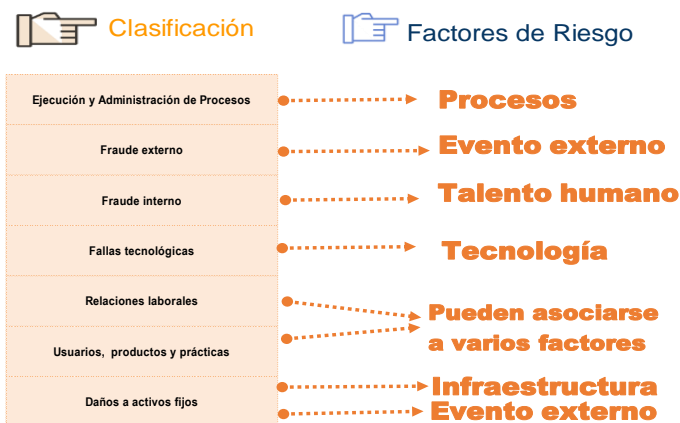 Clasificación
Factores de Riesgo
Ejecución y Administración de Procesos
Procesos
Fraude externo
Evento externo
Fraude interno
Talento humano
Fallas tecnológicas
Tecnología
Relaciones laborales
Usuarios, productos y prácticas
Pueden asociarse
a varios factores
Daños a activos fijos
Infraestructura
Evento externo